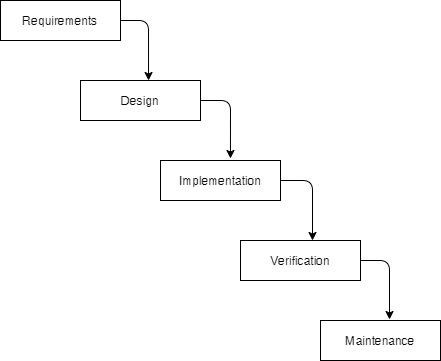 Requirements
Design
Implementation
Verification
Maintenance